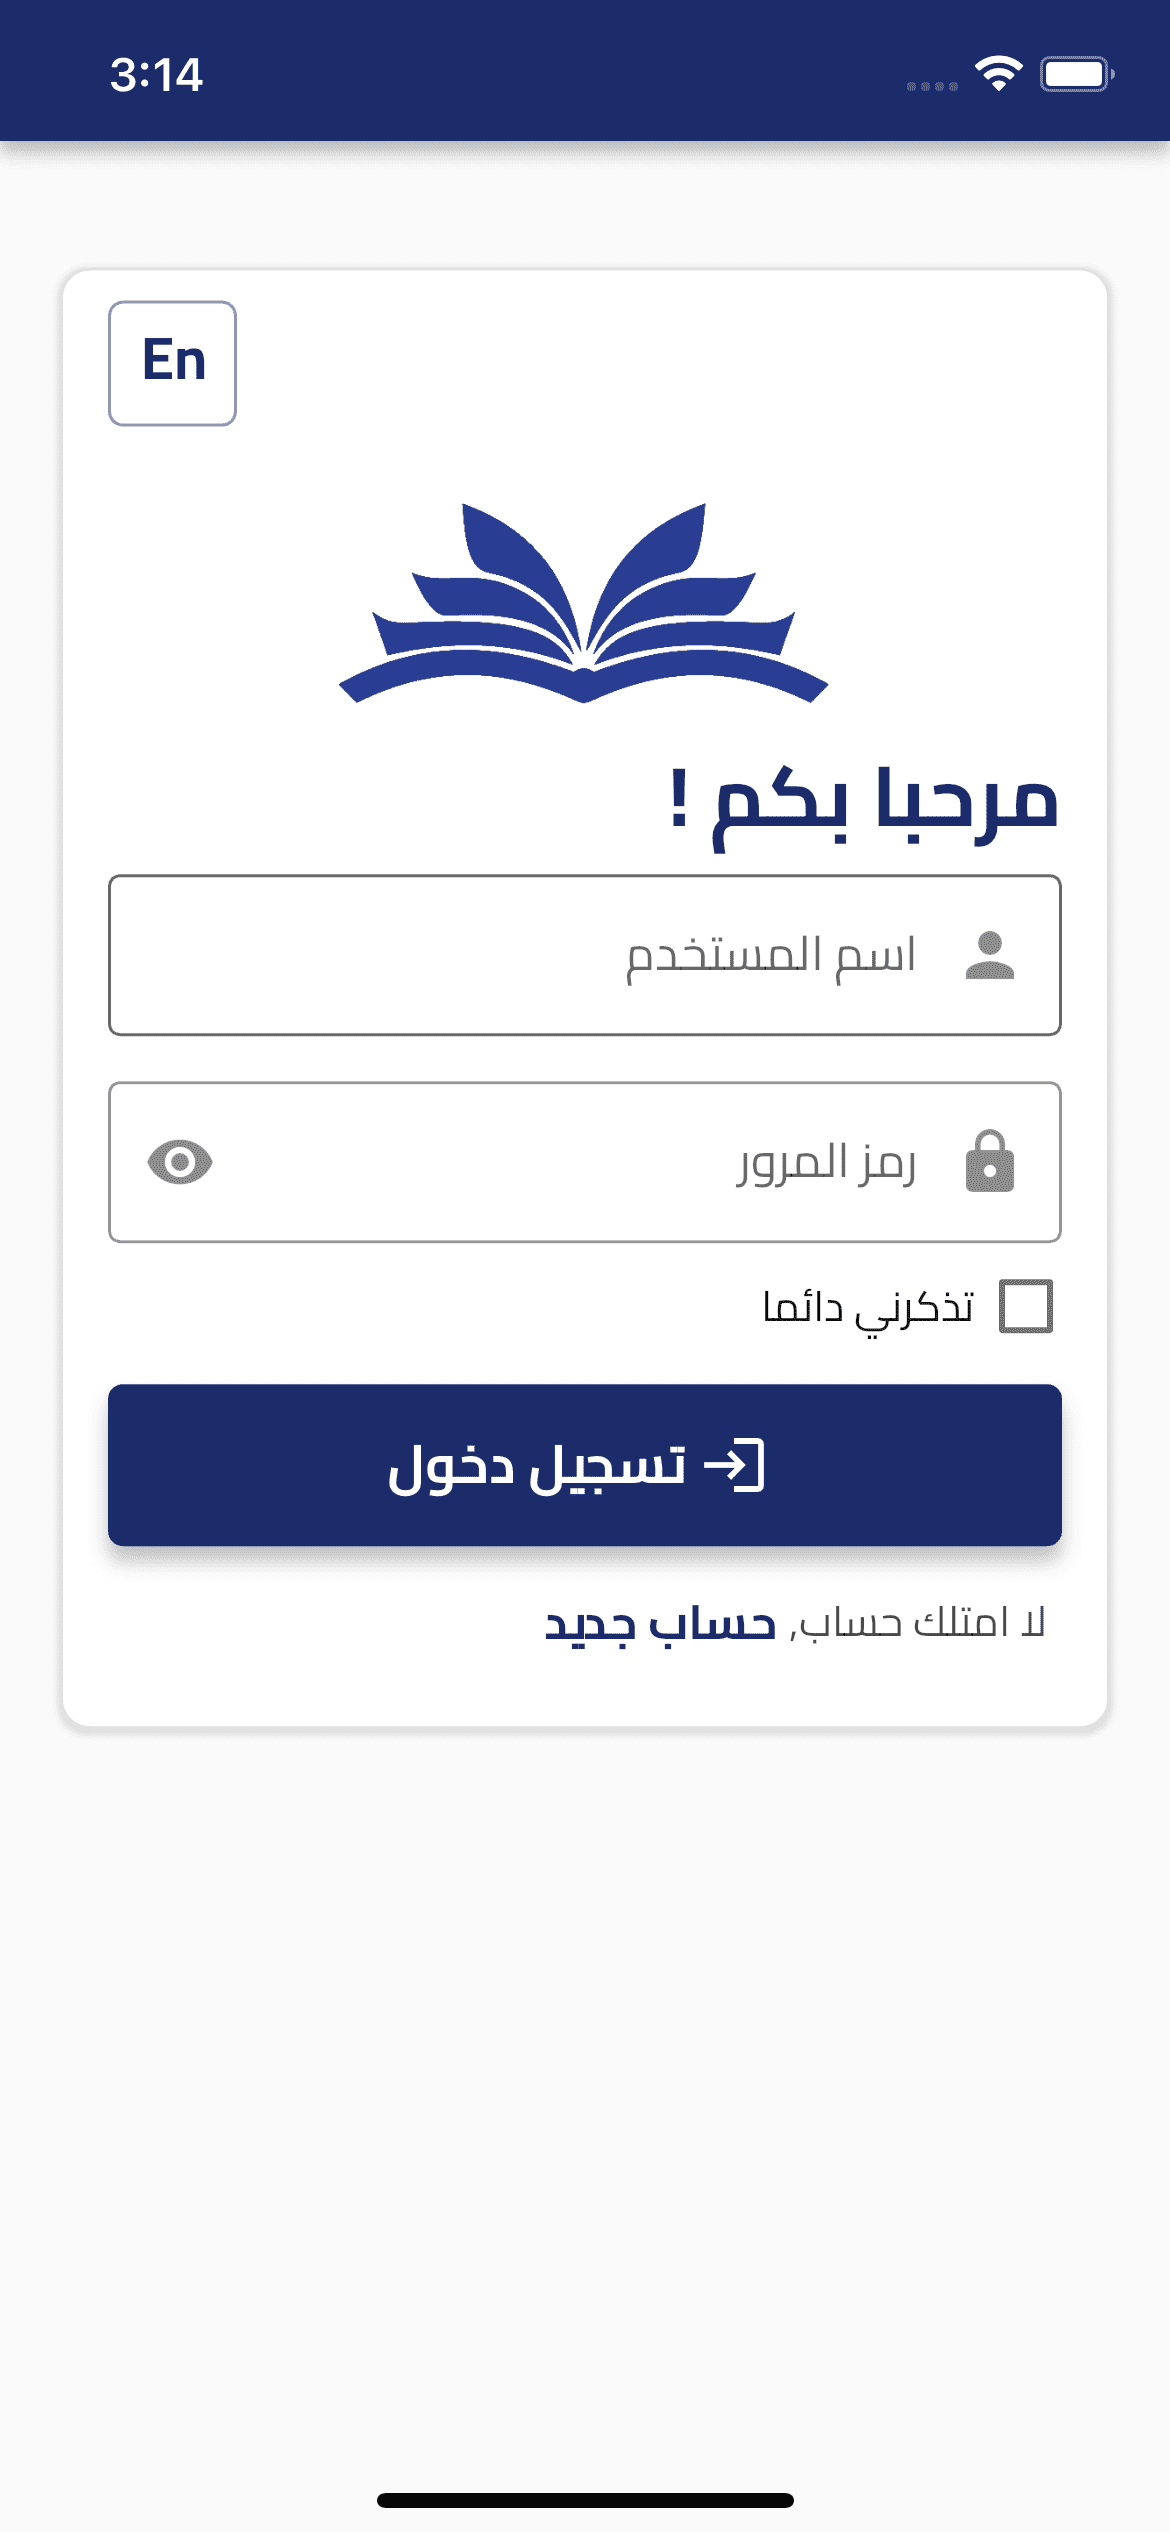 3:14
En
مرحبا بكم !
اسم المستخدم
رمز المرور
تذكرني دائما
تسجيل دخول
لا امتلك حساب, حساب جديد